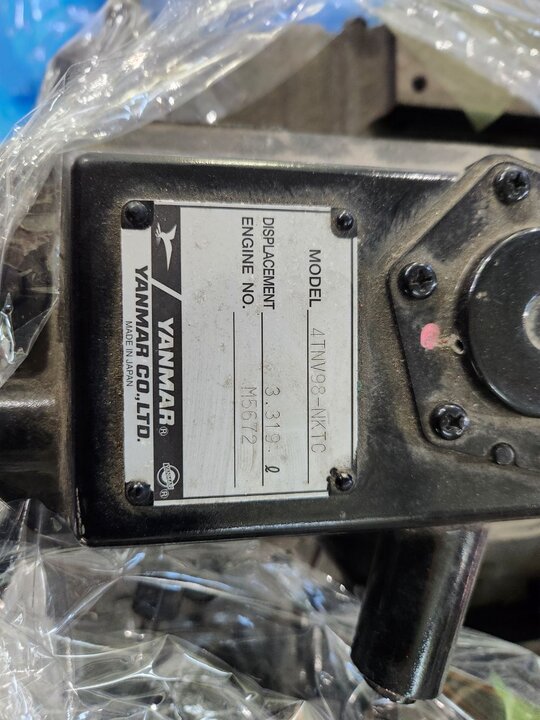 MODEL 4TNV98-NKTC
DISPLACEMENT 3.319 ℓ
ENGINE NO. M5672
YANMAR®
YANMAR CO.,LTD.
MADE IN JAPAN